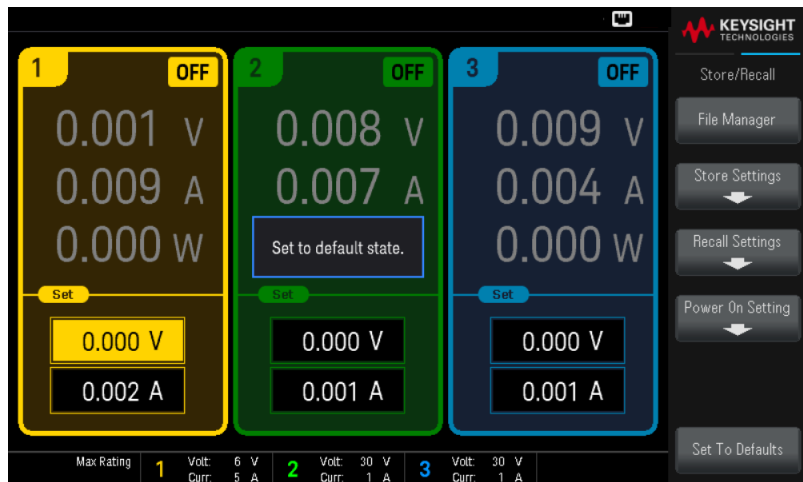 KEYSIGHT
TECHNOLOGIES
Store/Recall
File Manager
Store Settings
Recall Settings
Power On Setting
Set To Defaults
1 OFF
0.001 V
0.009 A
0.000 W
Set
0.000 V
0.002 A
2 OFF
0.008 V
0.007 A
Set to default state.
Set
0.000 V
0.001 A
3 OFF
0.009 V
0.004 A
0.000 W
Set
0.000 V
0.001 A
Max Rating
1 Volt: 6 V
Curr: 5 A
2 Volt: 30 V
Curr: 1 A
3 Volt: 30 V
Curr: 1 A